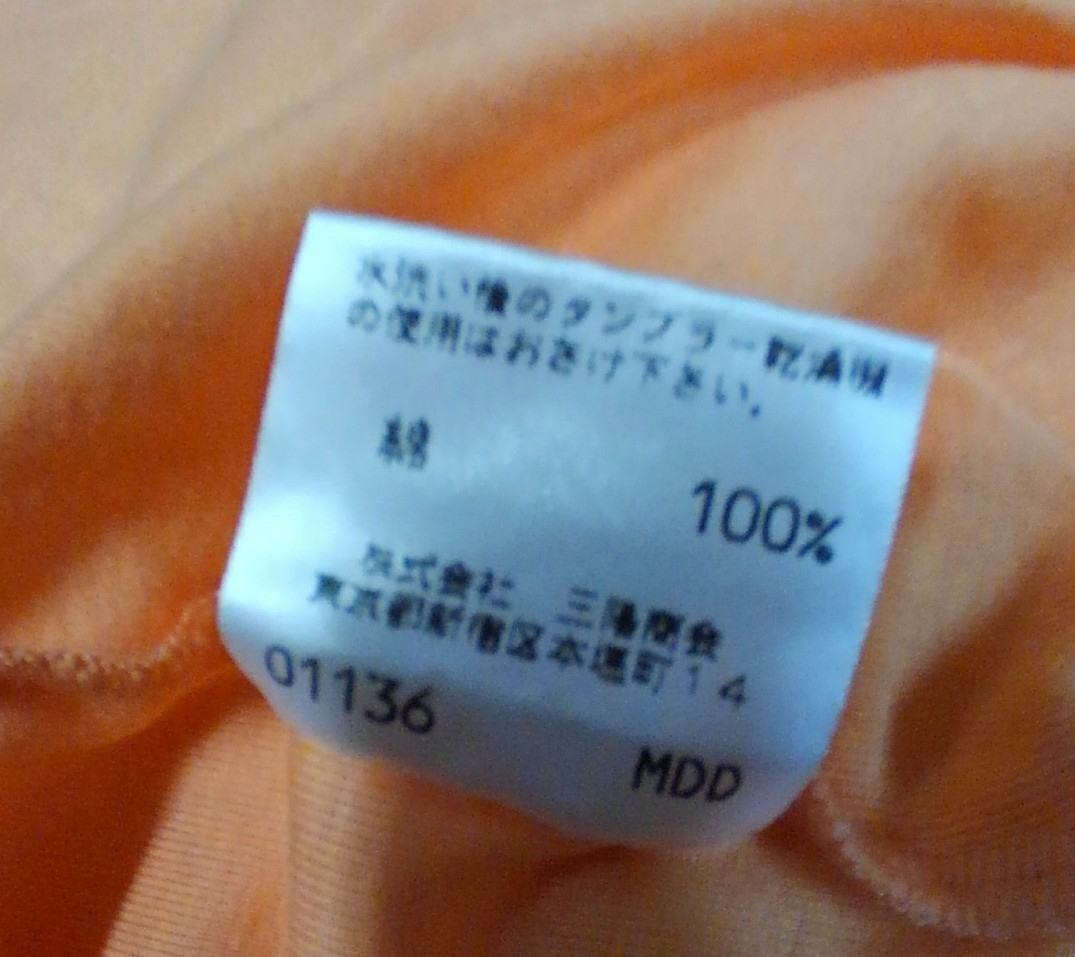 水洗い後のタンブラー乾燥機
の使用はおさけ下さい。
綿 100%
株式会社 三陽商会
東京都新宿区本塩町14
01136
MDD